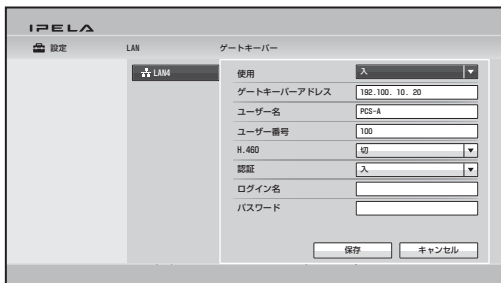 IPELA
設定 LAN ゲートキーパー
LAN4
使用 入
ゲートキーパーアドレス 192.100. 10. 20
ユーザー名 PCS-A
ユーザー番号 100
H.460 切
認証 入
ログイン名
パスワード
保存 キャンセル